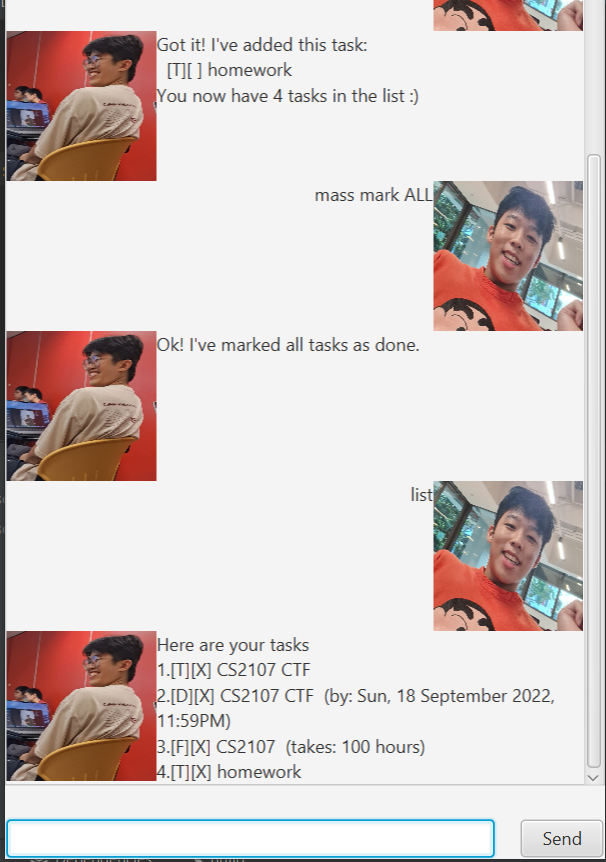 Got it! I've added this task:
[T][ ] homework
You now have 4 tasks in the list :)
mass mark ALL
Ok! I've marked all tasks as done.
list
Here are your tasks
1.[T][X] CS2107 CTF
2.[D][X] CS2107 CTF  (by: Sun, 18 September 2022,
11:59PM)
3.[F][X] CS2107  (takes: 100 hours)
4.[T][X] homework
Send